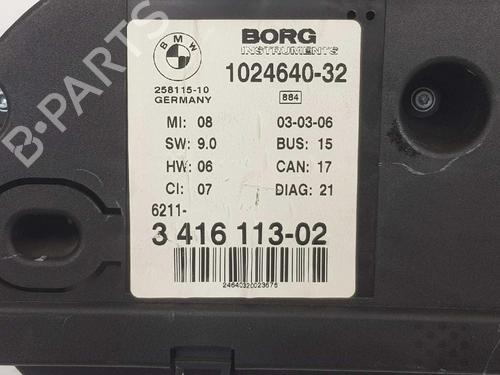 BMW
BORG
INSTRUMENTS
258115-10
GERMANY
1024640-32
884
MI: 08 03-03-06
SW: 9.0 BUS: 15
HW: 06 CAN: 17
CI: 07 DIAG: 21
6211-
3 416 113-02
24640320023676
B-PARTS